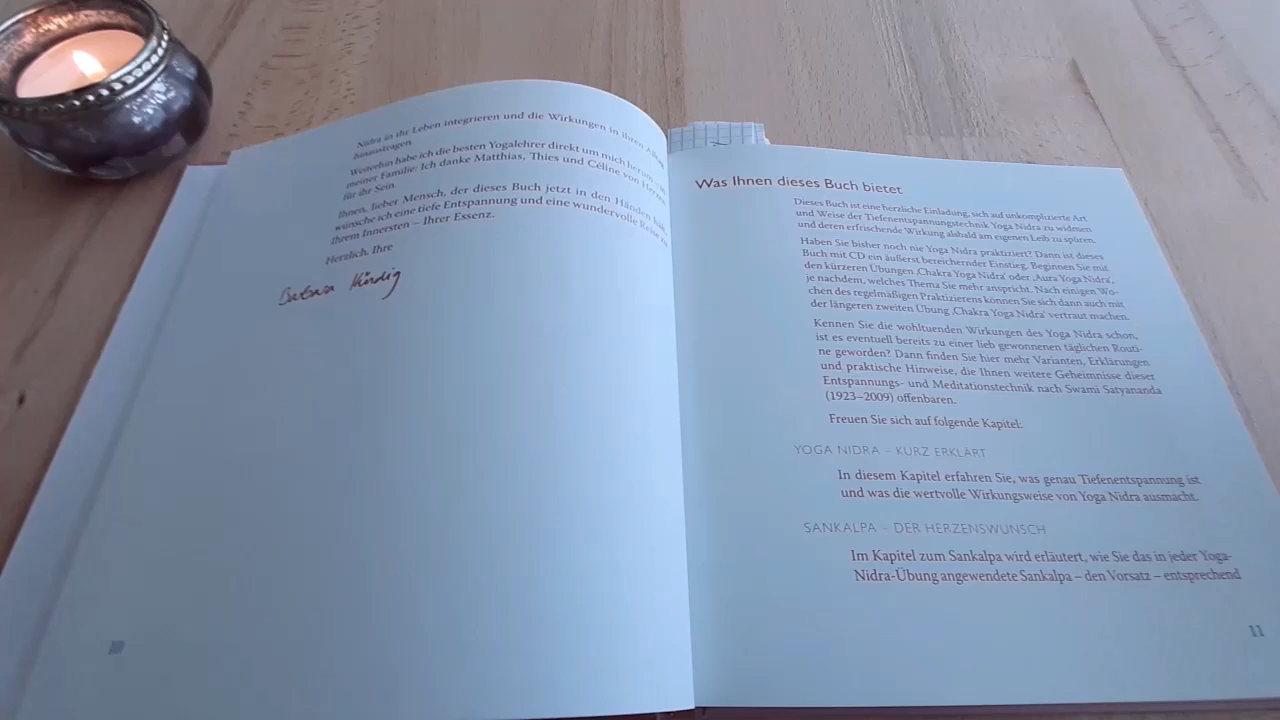 Nidra in ihr Leben integrieren und die Wirkungen in ihren Alltag
hinaustragen.
Weiterhin habe ich die besten Yogalehrer direkt um mich herum – in
meiner Familie: Ich danke Matthias, Thies und Céline von Herzen
für ihr Sein.
Ihnen, lieber Mensch, der dieses Buch jetzt in den Händen hält,
wünsche ich eine tiefe Entspannung und eine wundervolle Reise zu
Ihrem Innersten – Ihrer Essenz.
Herzlich, Ihre
Barbara Kündig
10
Was Ihnen dieses Buch bietet
Dieses Buch ist eine herzliche Einladung, sich auf unkomplizierte Art
und Weise der Tiefenentspannungstechnik Yoga Nidra zu widmen
und deren erfrischende Wirkung alsbald am eigenen Leib zu spüren.
Haben Sie bisher noch nie Yoga Nidra praktiziert? Dann ist dieses
Buch mit CD ein äußerst bereichernder Einstieg. Beginnen Sie mit
den kürzeren Übungen ‚Chakra Yoga Nidra‘ oder ‚Aura Yoga Nidra‘,
je nachdem, welches Thema Sie mehr anspricht. Nach einigen Wo-
chen des regelmäßigen Praktizierens können Sie sich dann auch mit
der längeren zweiten Übung ‚Chakra Yoga Nidra‘ vertraut machen.
Kennen Sie die wohltuenden Wirkungen des Yoga Nidra schon,
ist es eventuell bereits zu einer lieb gewonnenen täglichen Routi-
ne geworden? Dann finden Sie hier mehr Varianten, Erklärungen
und praktische Hinweise, die Ihnen weitere Geheimnisse dieser
Entspannungs- und Meditationstechnik nach Swami Satyananda
(1923–2009) offenbaren.
Freuen Sie sich auf folgende Kapitel:
YOGA NIDRA – KURZ ERKLÄRT
In diesem Kapitel erfahren Sie, was genau Tiefenentspannung ist
und was die wertvolle Wirkungsweise von Yoga Nidra ausmacht.
SANKALPA – DER HERZENSWUNSCH
Im Kapitel zum Sankalpa wird erläutert, wie Sie das in jeder Yoga-
Nidra-Übung angewendete Sankalpa – den Vorsatz – entsprechend
11